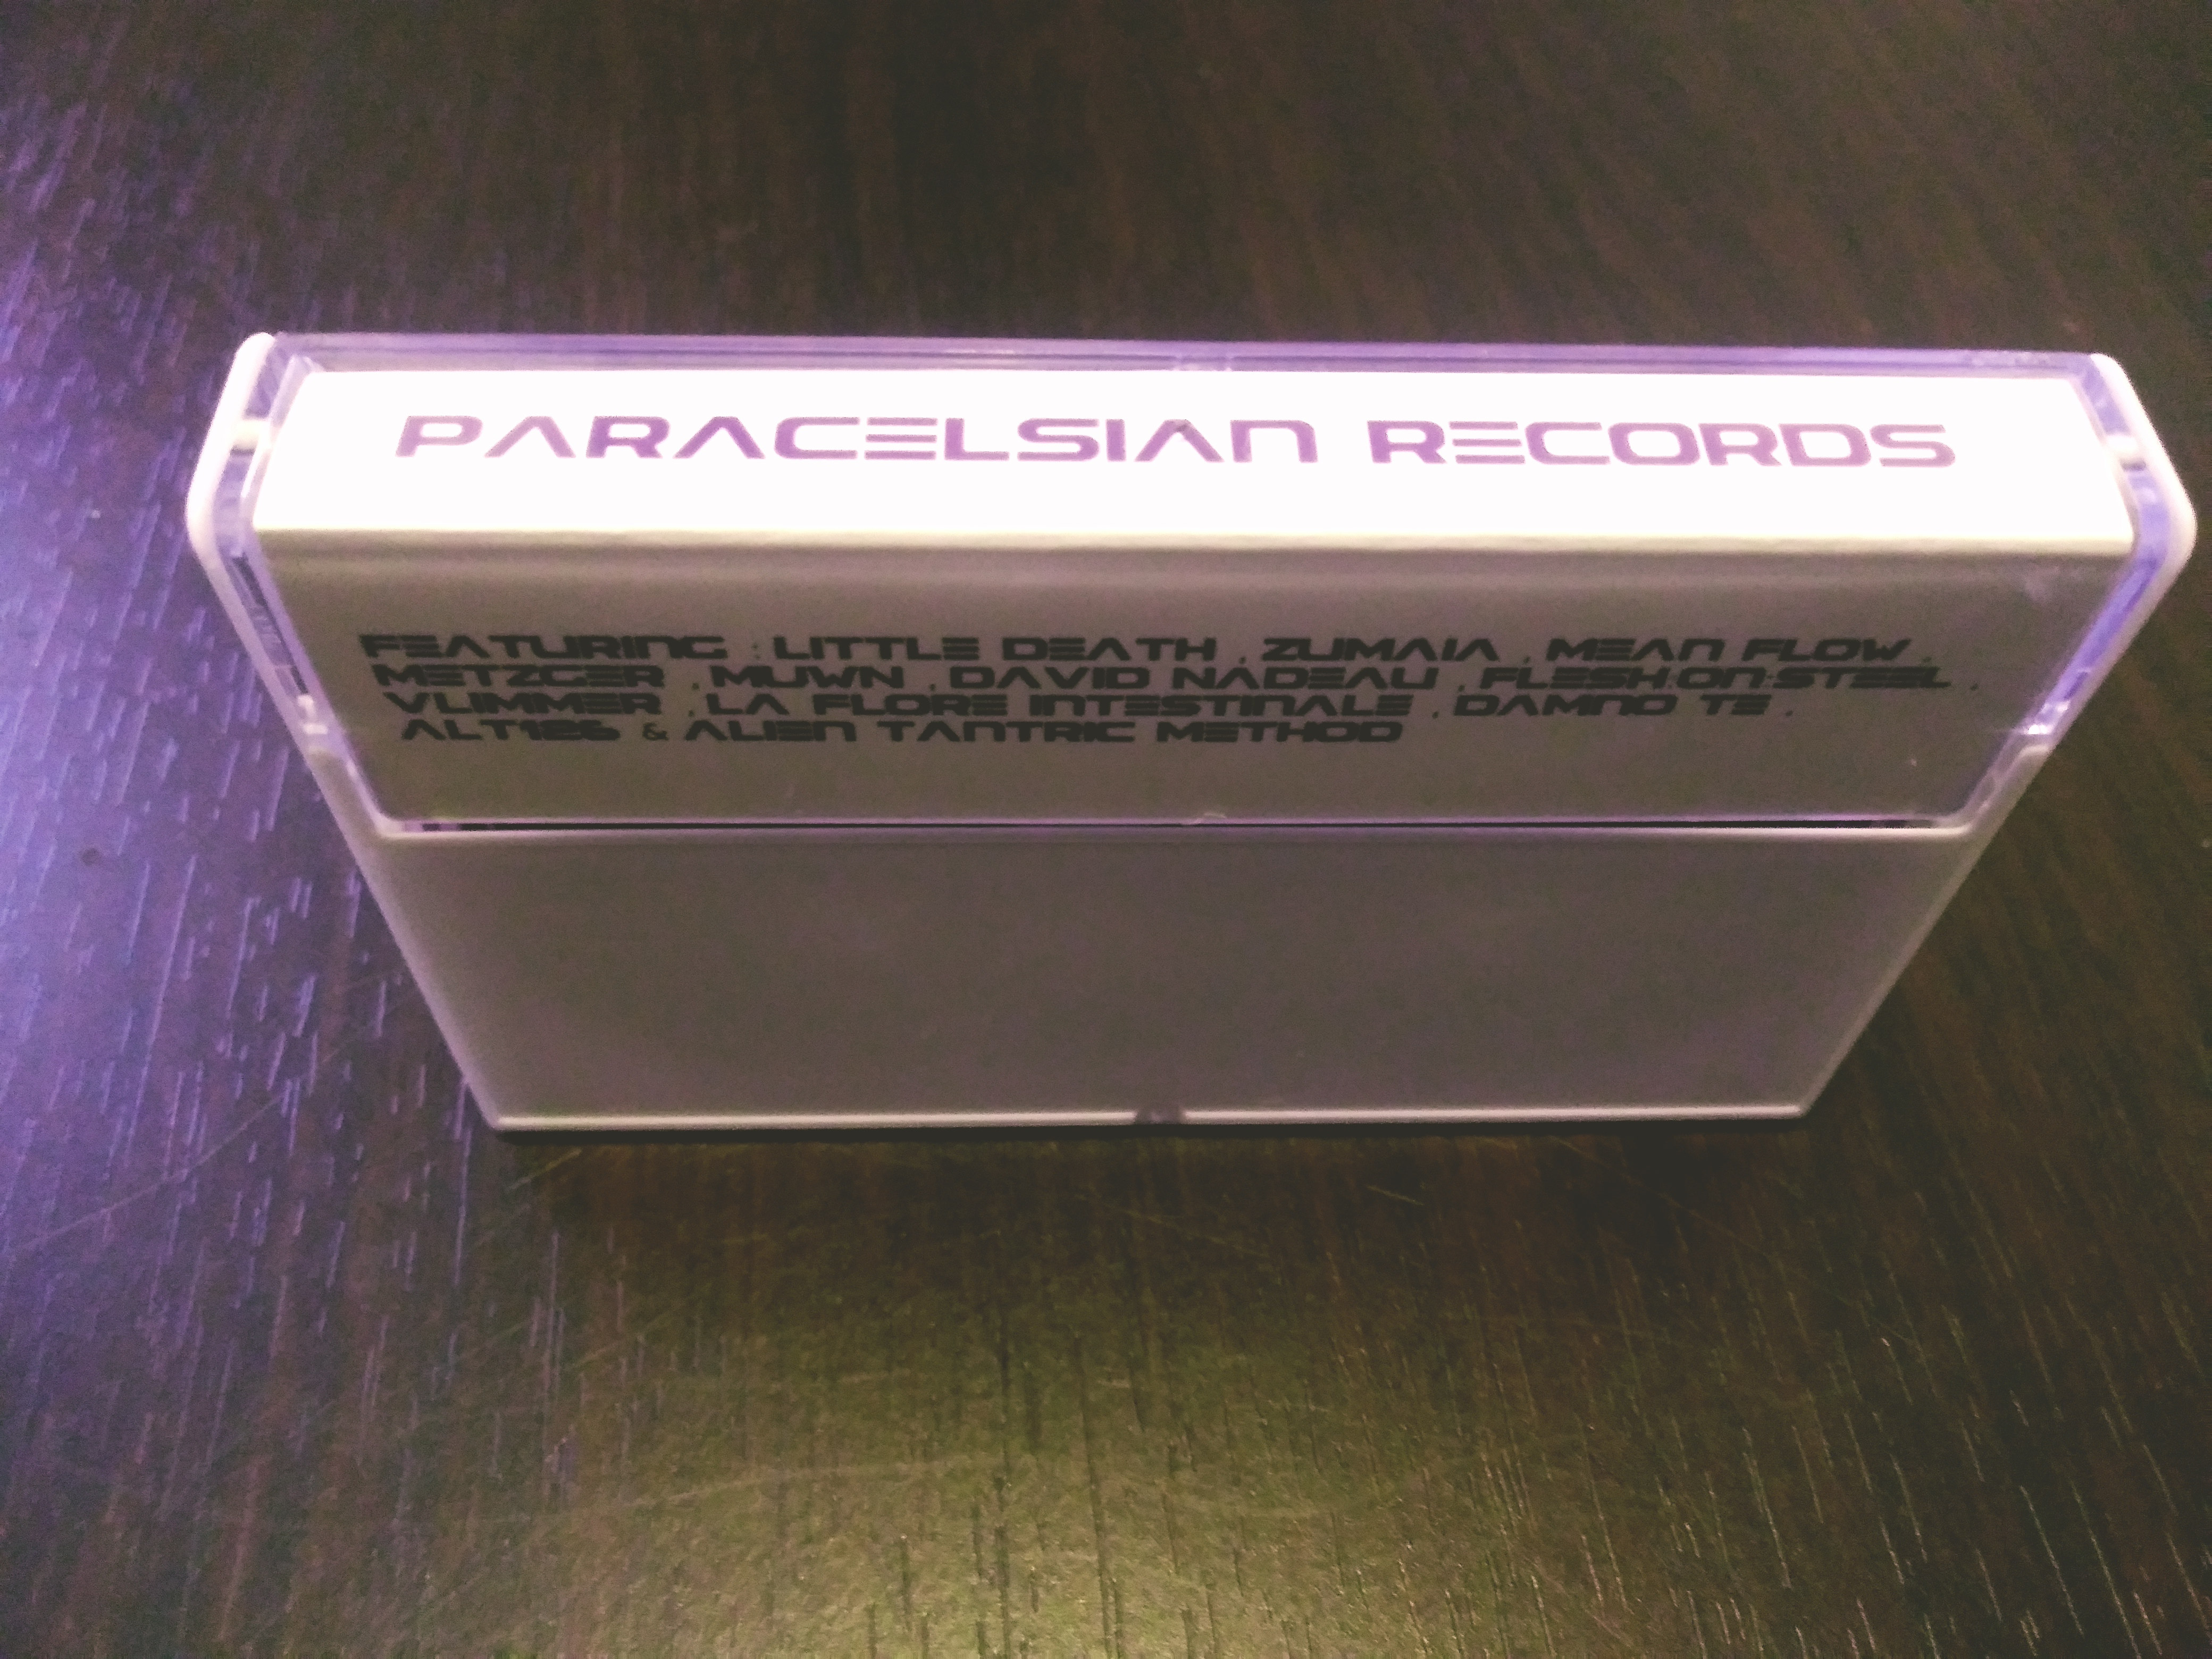 PARACELSIAN RECORDS
FEATURING : LITTLE DEATH , ZUMAIA , MEAN FLOW ,
METZGER , MUWN , DAVID NADEAU , FLESH·ON·STEEL ,
VLIMMER , LA FLORE INTESTINALE , DAMNO TE ,
ALT126 & ALIEN TANTRIC METHOD